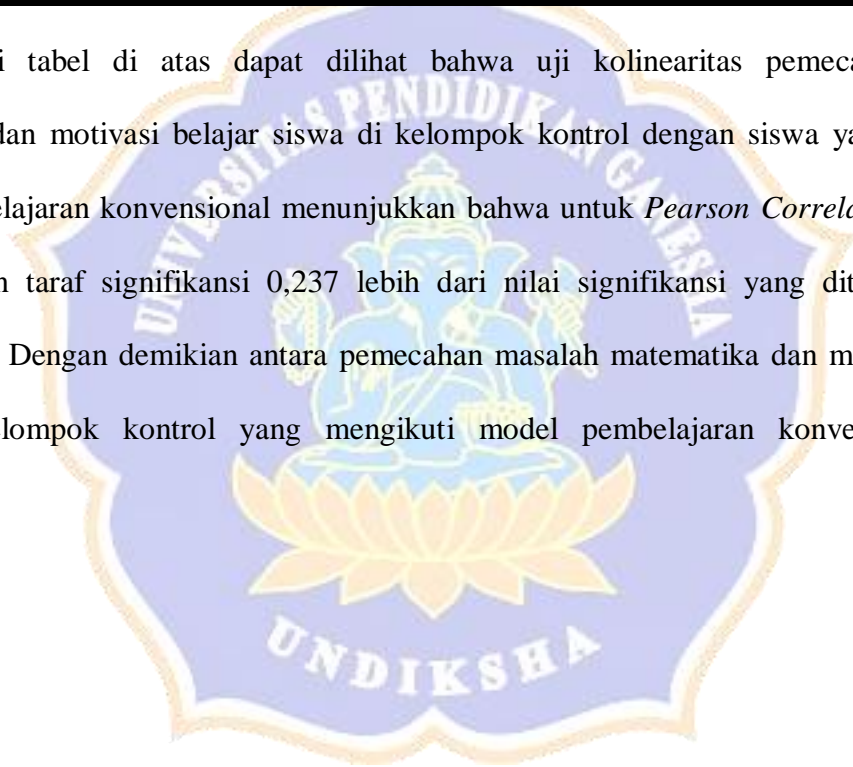 i tabel di atas dapat dilihat bahwa uji kolinearitas pemeca
dan motivasi belajar siswa di kelompok kontrol dengan siswa ya
elajaran konvensional menunjukkan bahwa untuk Pearson Correla
n taraf signifikansi 0,237 lebih dari nilai signifikansi yang dit
Dengan demikian antara pemecahan masalah matematika dan m
elompok kontrol yang mengikuti model pembelajaran konve
UNIVERSITAS PENDIDIKAN GANESHA
UNDIKSHA